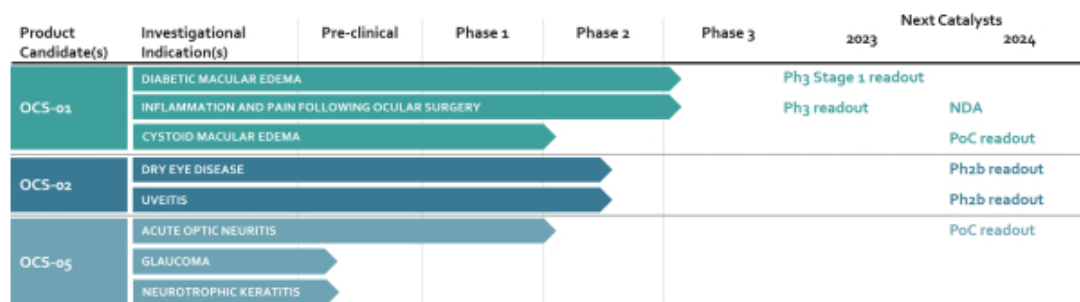 Next Catalysts
Product Candidate(s)
Investigational Indication(s)
Pre-clinical
Phase 1
Phase 2
Phase 3
2023
2024
OCS-01
DIABETIC MACULAR EDEMA
Ph3 Stage 1 readout
INFLAMMATION AND PAIN FOLLOWING OCULAR SURGERY
Ph3 readout
NDA
CYSTOID MACULAR EDEMA
PoC readout
OCS-02
DRY EYE DISEASE
Ph2b readout
UVEITIS
Ph2b readout
OCS-05
ACUTE OPTIC NEURITIS
PoC readout
GLAUCOMA
NEUROTROPHIC KERATITIS